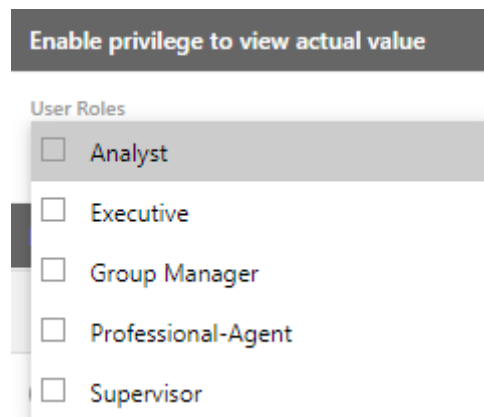 Enable privilege to view actual value
User Roles
Analyst
Executive
Group Manager
Professional-Agent
Supervisor